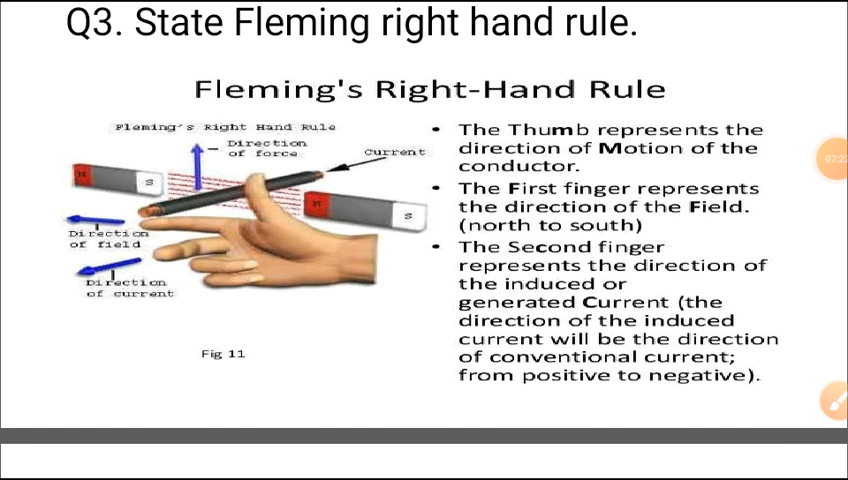 Q3. State Fleming right hand rule.
Fleming's Right-Hand Rule
Fleming's Right Hand Rule
Direction
of force
Current
S
N
S
Direction
of field
Direction
of current
Fig 11
• The Thumb represents the
direction of Motion of the
conductor.
• The First finger represents
the direction of the Field.
(north to south)
• The Second finger
represents the direction of
the induced or
generated Current (the
direction of the induced
current will be the direction
of conventional current;
from positive to negative).